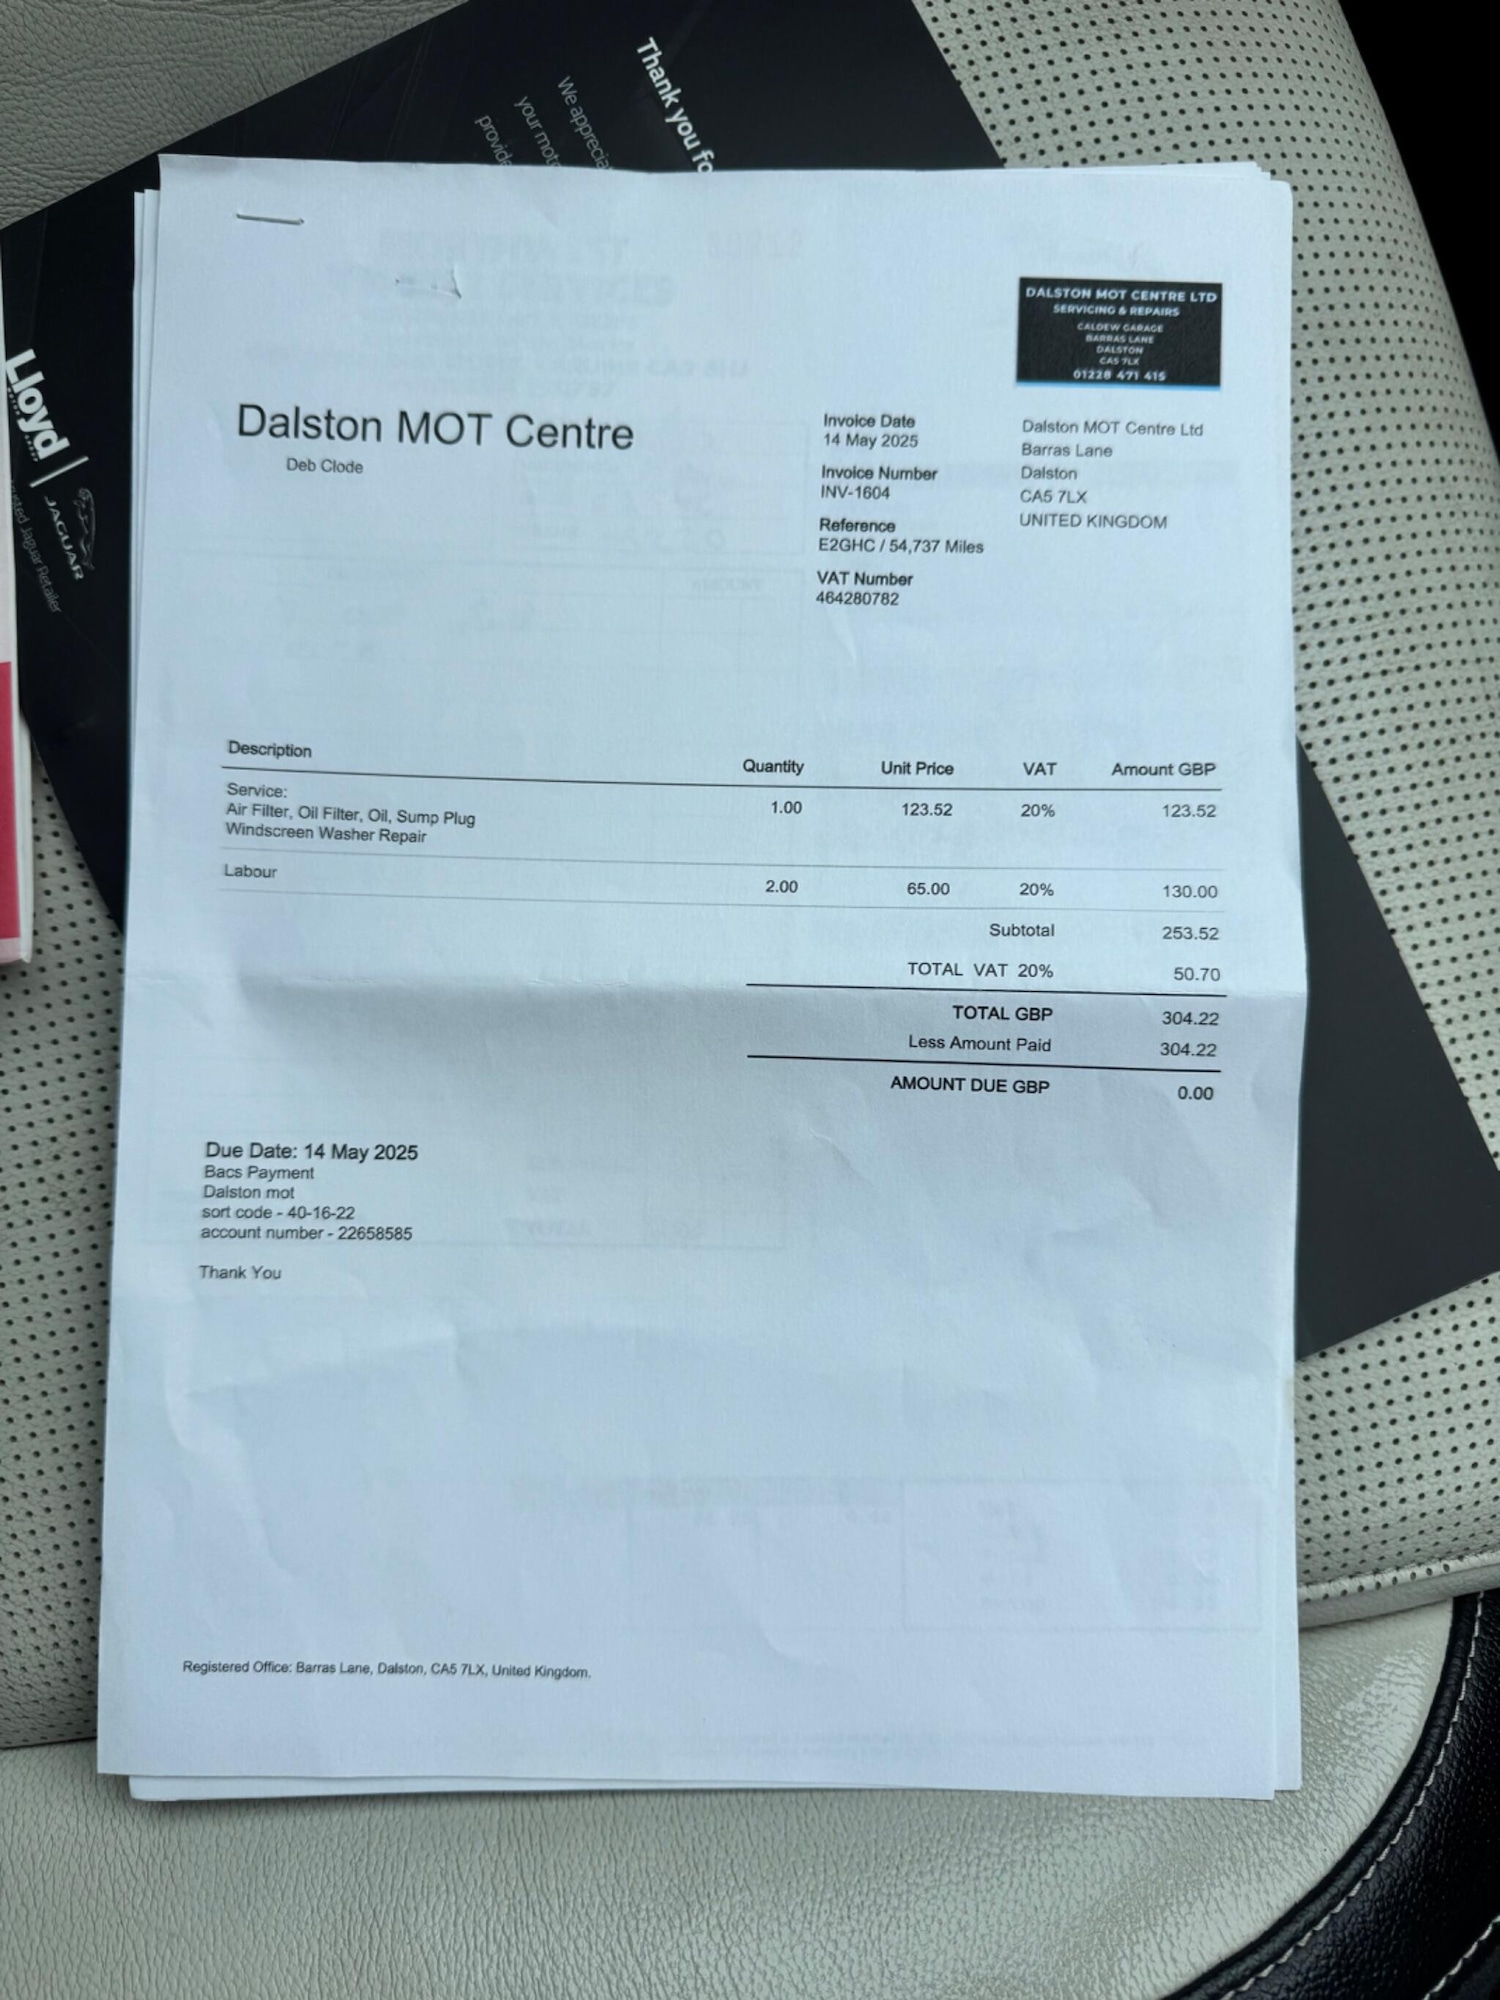 Thank you fo
We apprecia
your moto
provide
Lloyd
JAGUAR
Jaguar Retailer
DALSTON MOT CENTRE LTD
SERVICING & REPAIRS
CALDEW GARAGE
BARRAS LANE
DALSTON
CA5 7LX
01228 471 415
Dalston MOT Centre
Deb Clode
Invoice Date
14 May 2025
Invoice Number
INV-1604
Reference
E2GHC / 54,737 Miles
VAT Number
464280782
Dalston MOT Centre Ltd
Barras Lane
Dalston
CA5 7LX
UNITED KINGDOM
Description Quantity Unit Price VAT Amount GBP
Service: 1.00 123.52 20% 123.52
Air Filter, Oil Filter, Oil, Sump Plug
Windscreen Washer Repair
Labour 2.00 65.00 20% 130.00
Subtotal 253.52
TOTAL VAT 20% 50.70
TOTAL GBP 304.22
Less Amount Paid 304.22
AMOUNT DUE GBP 0.00
Due Date: 14 May 2025
Bacs Payment
Dalston mot
sort code - 40-16-22
account number - 22658585
Thank You
Registered Office: Barras Lane, Dalston, CA5 7LX, United Kingdom.